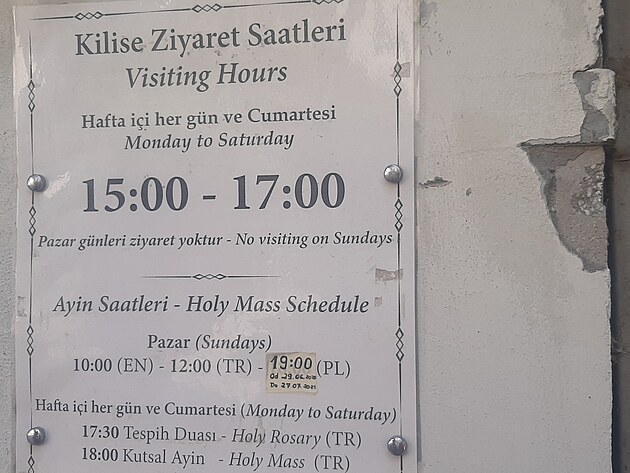 Kilise Ziyaret Saatleri
Visiting Hours
Hafta içi her gün ve Cumartesi
Monday to Saturday
15:00 - 17:00
Pazar günleri ziyaret yoktur - No visiting on Sundays
Ayin Saatleri - Holy Mass Schedule
Pazar (Sundays)
10:00 (EN) - 12:00 (TR) - 19:00 (PL)
Od
Do
Hafta içi her gün ve Cumartesi (Monday to Saturday)
17:30 Tespih Duası - Holy Rosary (TR)
18:00 Kutsal Ayin - Holy Mass (TR)